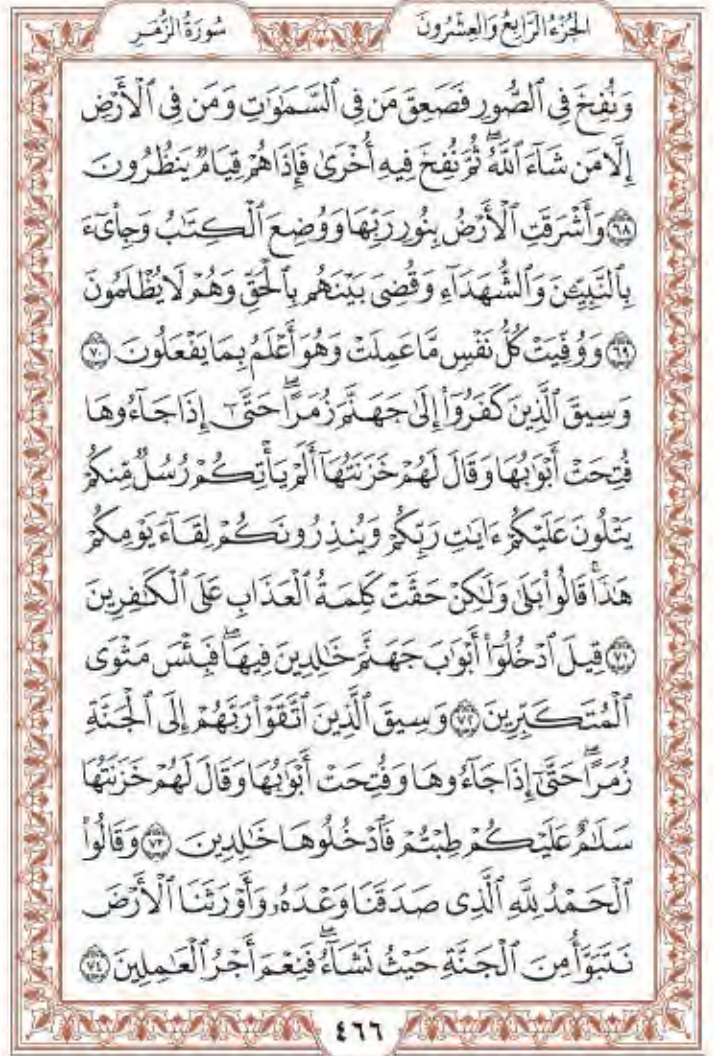 الجُزْءُ الرَّابِعُ وَالعِشْرُونَ
سُورَةُ الزُّمَرِ
وَنُفِخَ فِي ٱلصُّورِ فَصَعِقَ مَن فِي ٱلسَّمَٰوَٰتِ وَمَن فِي ٱلْأَرْضِ
إِلَّا مَن شَآءَ ٱللَّهُۖ ثُمَّ نُفِخَ فِيهِ أُخْرَىٰ فَإِذَا هُمْ قِيَامٌ يَنظُرُونَ
٦٨ وَأَشْرَقَتِ ٱلْأَرْضُ بِنُورِ رَبِّهَا وَوُضِعَ ٱلْكِتَٰبُ وَجِا۟يٓءَ
بِٱلنَّبِيِّـۧنَ وَٱلشُّهَدَآءِ وَقُضِيَ بَيْنَهُم بِٱلْحَقِّ وَهُمْ لَا يُظْلَمُونَ
٦٩ وَوُفِّيَتْ كُلُّ نَفْسٍ مَّا عَمِلَتْ وَهُوَ أَعْلَمُ بِمَا يَفْعَلُونَ ٧٠
وَسِيقَ ٱلَّذِينَ كَفَرُوٓا۟ إِلَىٰ جَهَنَّمَ زُمَرًاۖ حَتَّىٰٓ إِذَا جَآءُوهَا
فُتِحَتْ أَبْوَٰبُهَا وَقَالَ لَهُمْ خَزَنَتُهَآ أَلَمْ يَأْتِكُمْ رُسُلٌ مِّنكُمْ
يَتْلُونَ عَلَيْكُمْ ءَايَٰتِ رَبِّكُمْ وَيُنذِرُونَكُمْ لِقَآءَ يَوْمِكُمْ
هَٰذَاۚ قَالُوا۟ بَلَىٰ وَلَٰكِنْ حَقَّتْ كَلِمَةُ ٱلْعَذَابِ عَلَى ٱلْكَٰفِرِينَ
٧١ قِيلَ ٱدْخُلُوٓا۟ أَبْوَٰبَ جَهَنَّمَ خَٰلِدِينَ فِيهَاۖ فَبِئْسَ مَثْوَى
ٱلْمُتَكَبِّرِينَ ٧٢ وَسِيقَ ٱلَّذِينَ ٱتَّقَوْا۟ رَبَّهُمْ إِلَى ٱلْجَنَّةِ
زُمَرًاۖ حَتَّىٰٓ إِذَا جَآءُوهَا وَفُتِحَتْ أَبْوَٰبُهَا وَقَالَ لَهُمْ خَزَنَتُهَا
سَلَٰمٌ عَلَيْكُمْ طِبْتُمْ فَٱدْخُلُوهَا خَٰلِدِينَ ٧٣ وَقَالُوا۟
ٱلْحَمْدُ لِلَّهِ ٱلَّذِي صَدَقَنَا وَعْدَهُۥ وَأَوْرَثَنَا ٱلْأَرْضَ
نَتَبَوَّأُ مِنَ ٱلْجَنَّةِ حَيْثُ نَشَآءُۖ فَنِعْمَ أَجْرُ ٱلْعَٰمِلِينَ ٧٤
٤٦٦